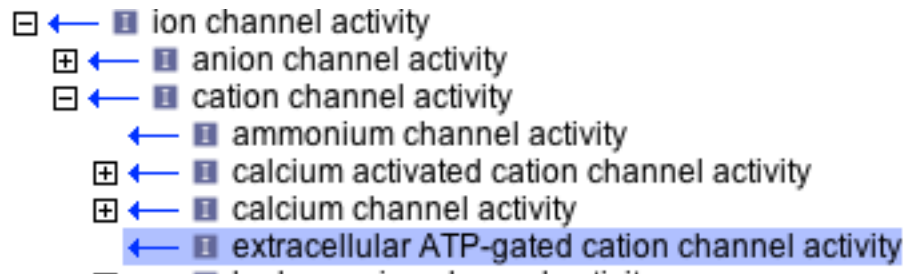 ion channel activity
anion channel activity
cation channel activity
ammonium channel activity
calcium activated cation channel activity
calcium channel activity
extracellular ATP-gated cation channel activity